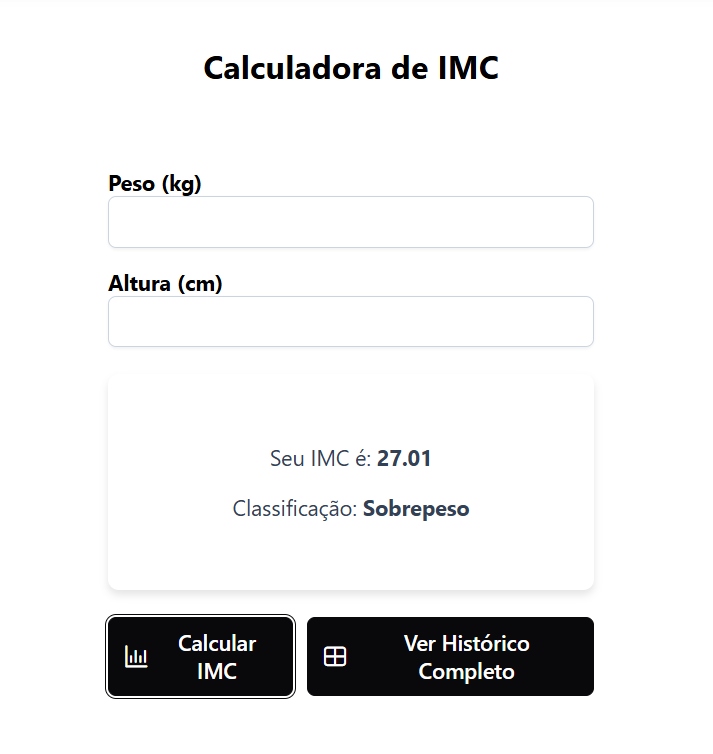 Calculadora de IMC
Peso (kg)
Altura (cm)
Seu IMC é: 27.01
Classificação: Sobrepeso
Calcular
IMC
Ver Histórico
Completo